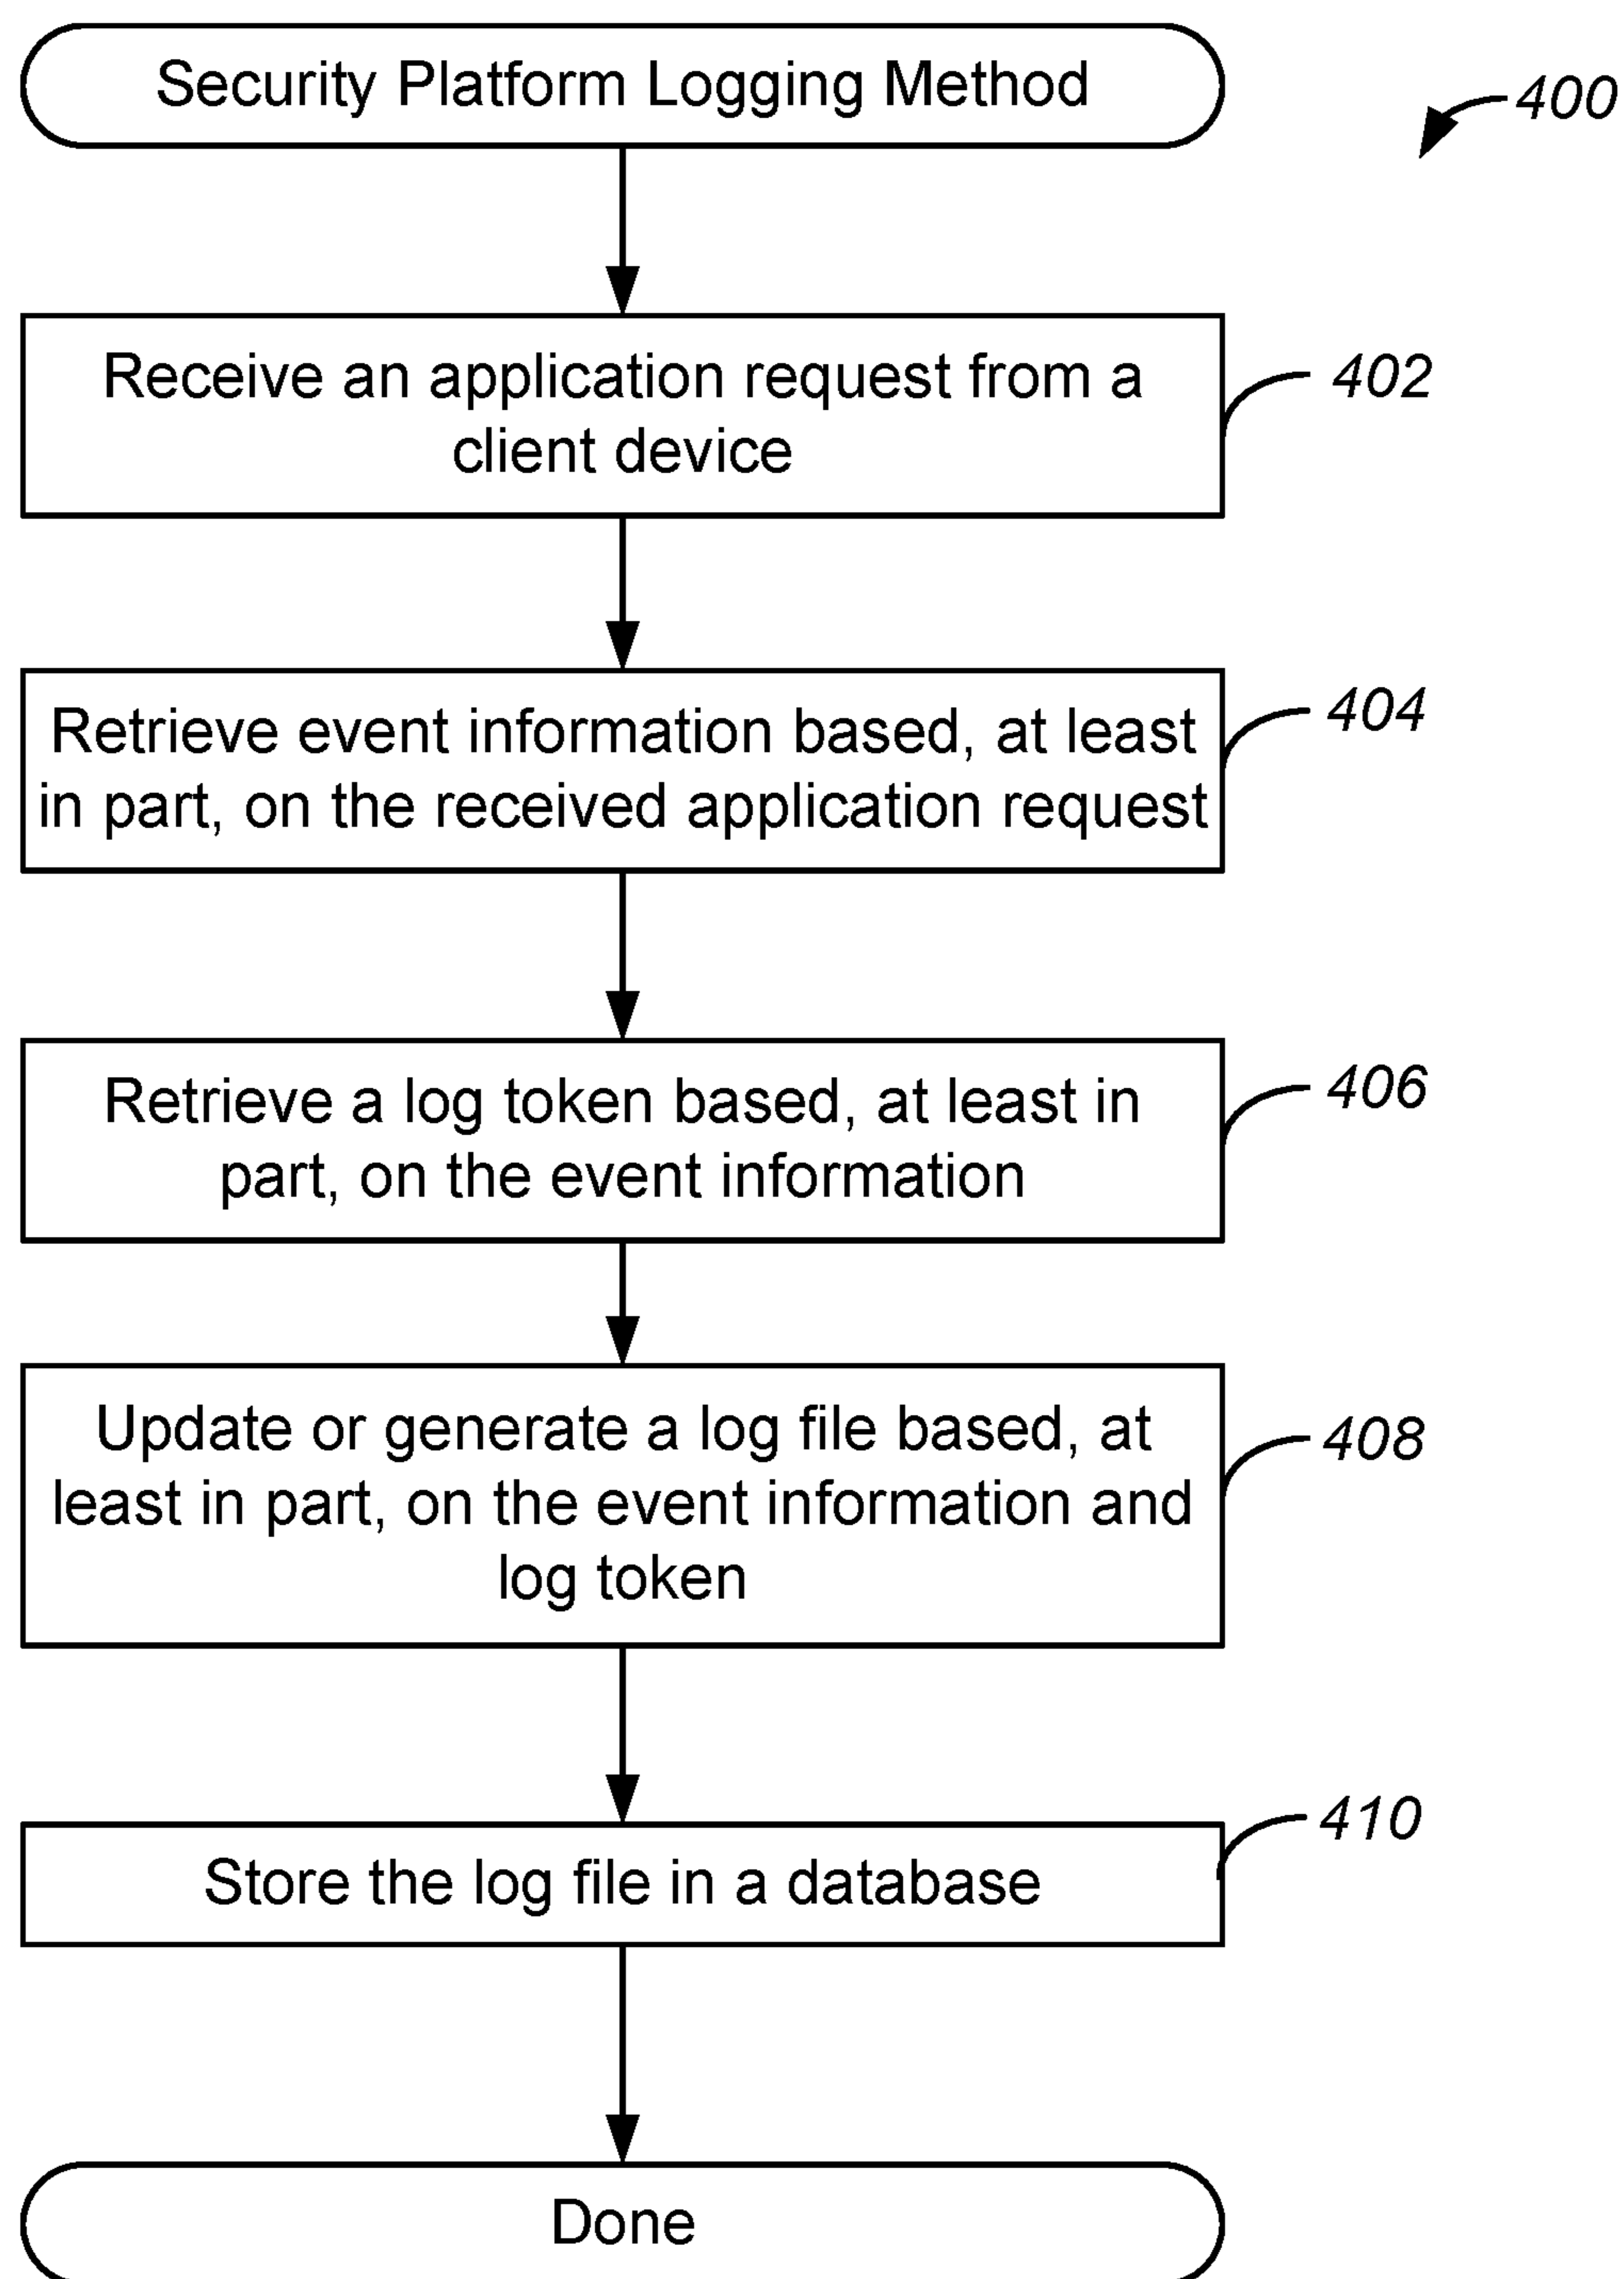 Security Platform Logging Method
400
Receive an application request from a
client device
402
Retrieve event information based, at least
in part, on the received application request
404
Retrieve a log token based, at least in
part, on the event information
406
Update or generate a log file based, at
least in part, on the event information and
log token
408
Store the log file in a database
410
Done